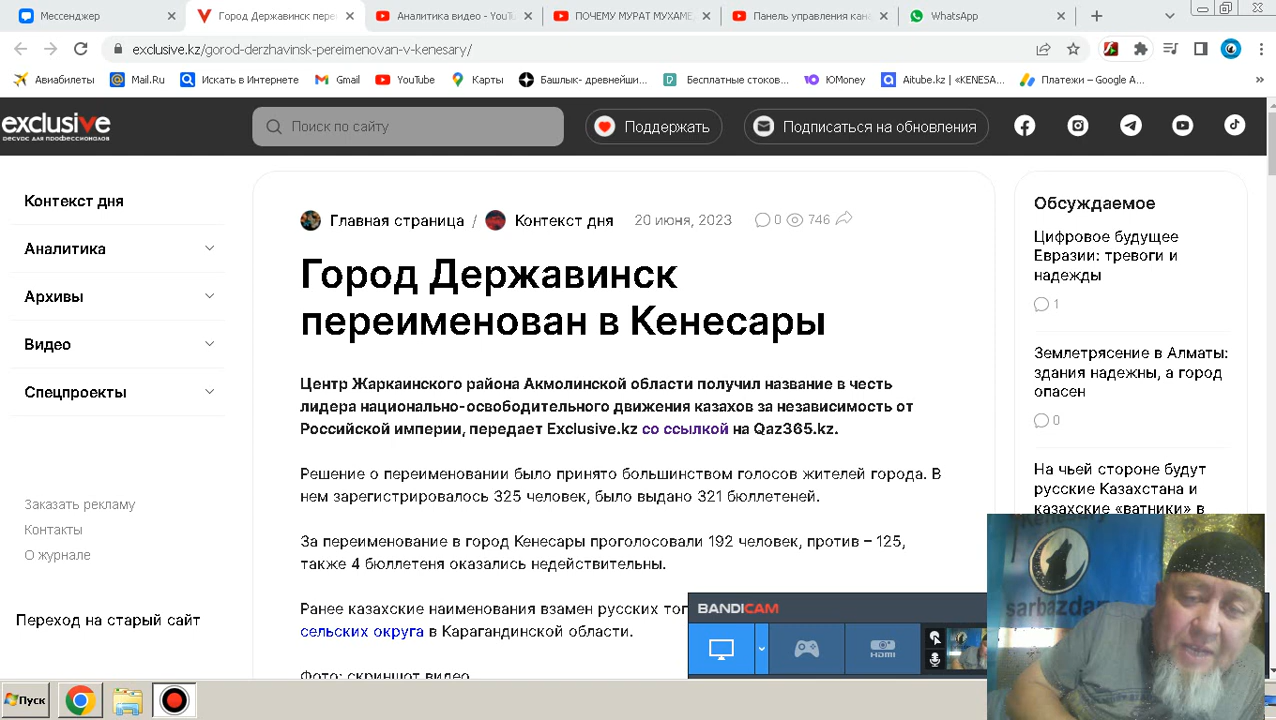 Мессенджер
Город Державинск пере
Аналитика видео - YouTu
ПОЧЕМУ МУРАТ МУХАМЕ
Панель управления кана
WhatsApp
exclusive.kz/gorod-derzhavinsk-pereimenovan-v-kenesary/
Авиабилеты
Mail.Ru
Искать в Интернете
Gmail
YouTube
Карты
Башлык- древнейши...
Бесплатные стоков...
ЮMoney
Aitube.kz | «KENESA...
Платежи – Google A...
exclusive
ресурс для профессионалов
Поиск по сайту
Поддержать
Подписаться на обновления
Контекст дня
Аналитика
Архивы
Видео
Спецпроекты
Заказать рекламу
Контакты
О журнале
Переход на старый сайт
Главная страница / Контекст дня 20 июня, 2023 0 746
Город Державинск
переименован в Кенесары
Центр Жаркаинского района Акмолинской области получил название в честь
лидера национально-освободительного движения казахов за независимость от
Российской империи, передает Exclusive.kz со ссылкой на Qaz365.kz.
Решение о переименовании было принято большинством голосов жителей города. В
нем зарегистрировалось 325 человек, было выдано 321 бюллетеней.
За переименование в город Кенесары проголосовали 192 человек, против – 125,
также 4 бюллетеня оказались недействительны.
Ранее казахские наименования взамен русских топ
сельских округа в Карагандинской области.
Фото: скриншот видео
Обсуждаемое
Цифровое будущее
Евразии: тревоги и
надежды
1
Землетрясение в Алматы:
здания надежны, а город
опасен
0
На чьей стороне будут
русские Казахстана и
казахские «ватники» в
BANDICAM
HDMI
Kenesary
sarbazdar
Пуск